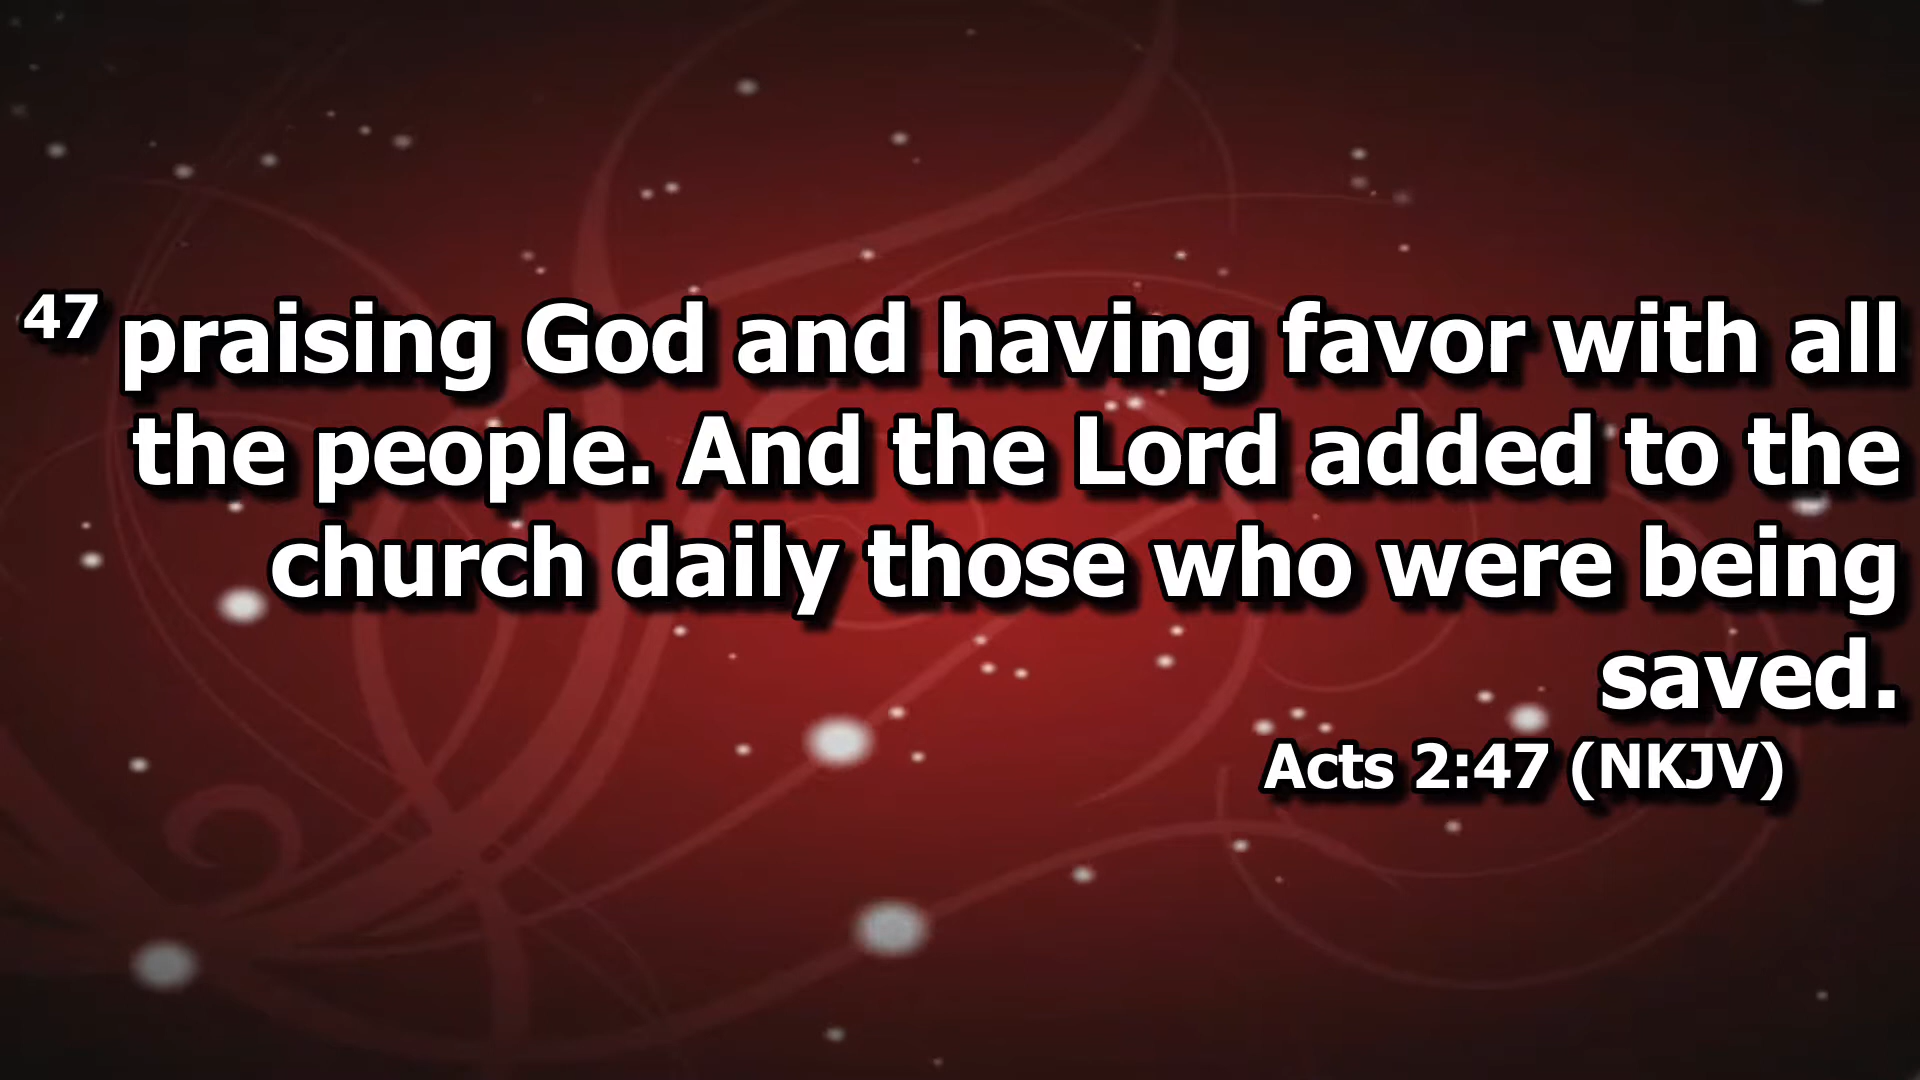 47 praising God and having favor with all
the people. And the Lord added to the
church daily those who were being
saved.
Acts 2:47 (NKJV)